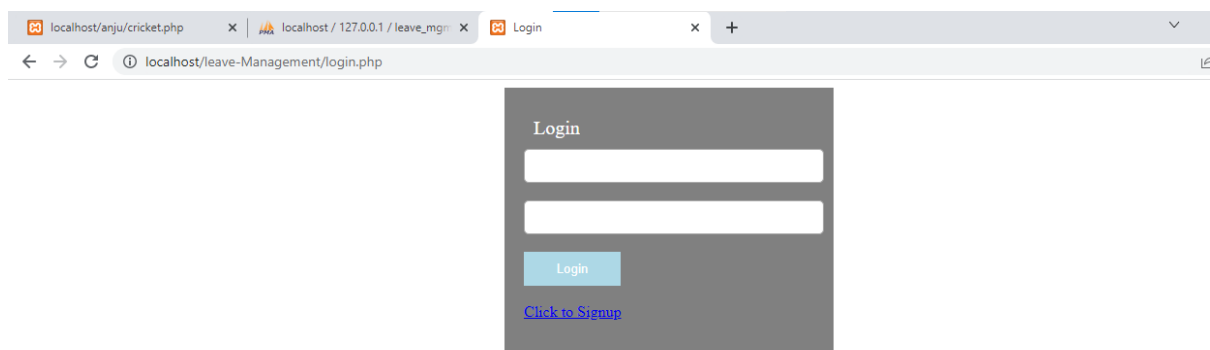 localhost/anju/cricket.php
localhost / 127.0.0.1 / leave_mgm
Login
localhost/leave-Management/login.php
Login
Login
Click to Signup